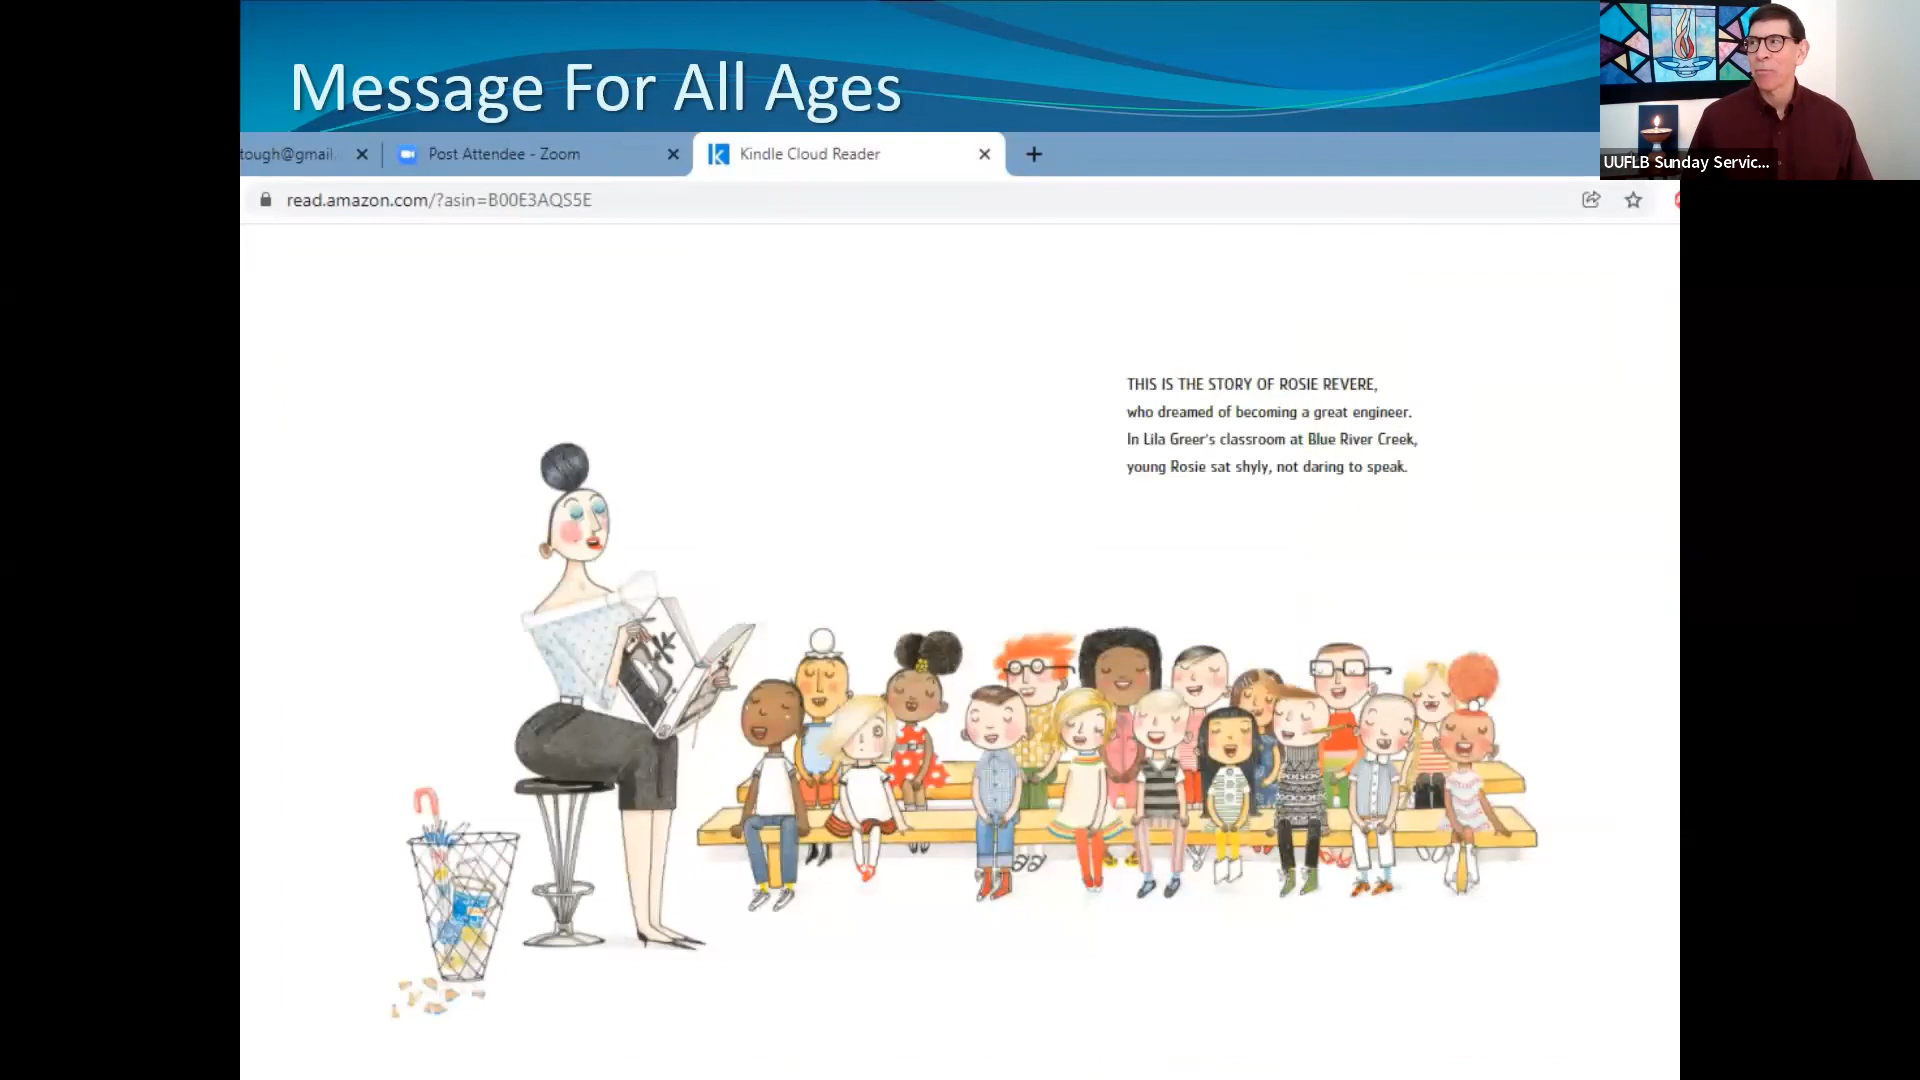 Message For All Ages
UUFLB Sunday Servic...
tough@gmail.
Post Attendee - Zoom
Kindle Cloud Reader
read.amazon.com/?asin=B00E3AQS5E
THIS IS THE STORY OF ROSIE REVERE,
who dreamed of becoming a great engineer.
In Lila Greer's classroom at Blue River Creek,
young Rosie sat shyly, not daring to speak.